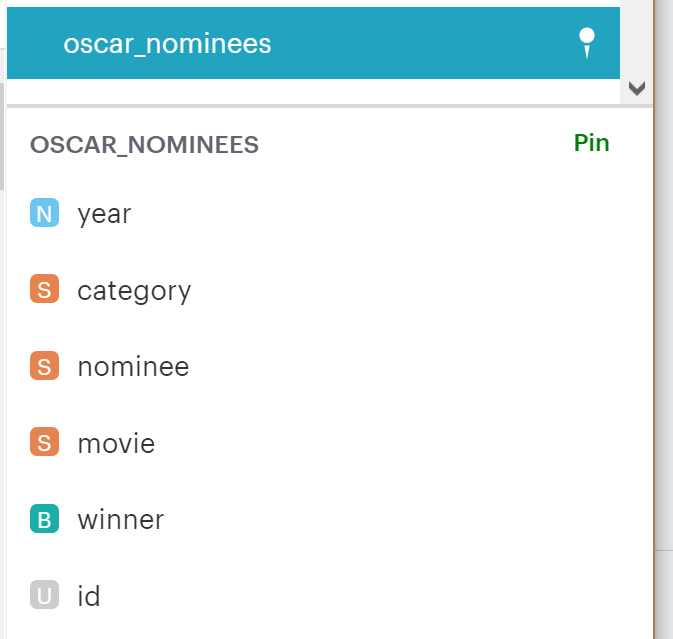 oscar_nominees
OSCAR_NOMINEES Pin
N year
S category
S nominee
S movie
B winner
U id